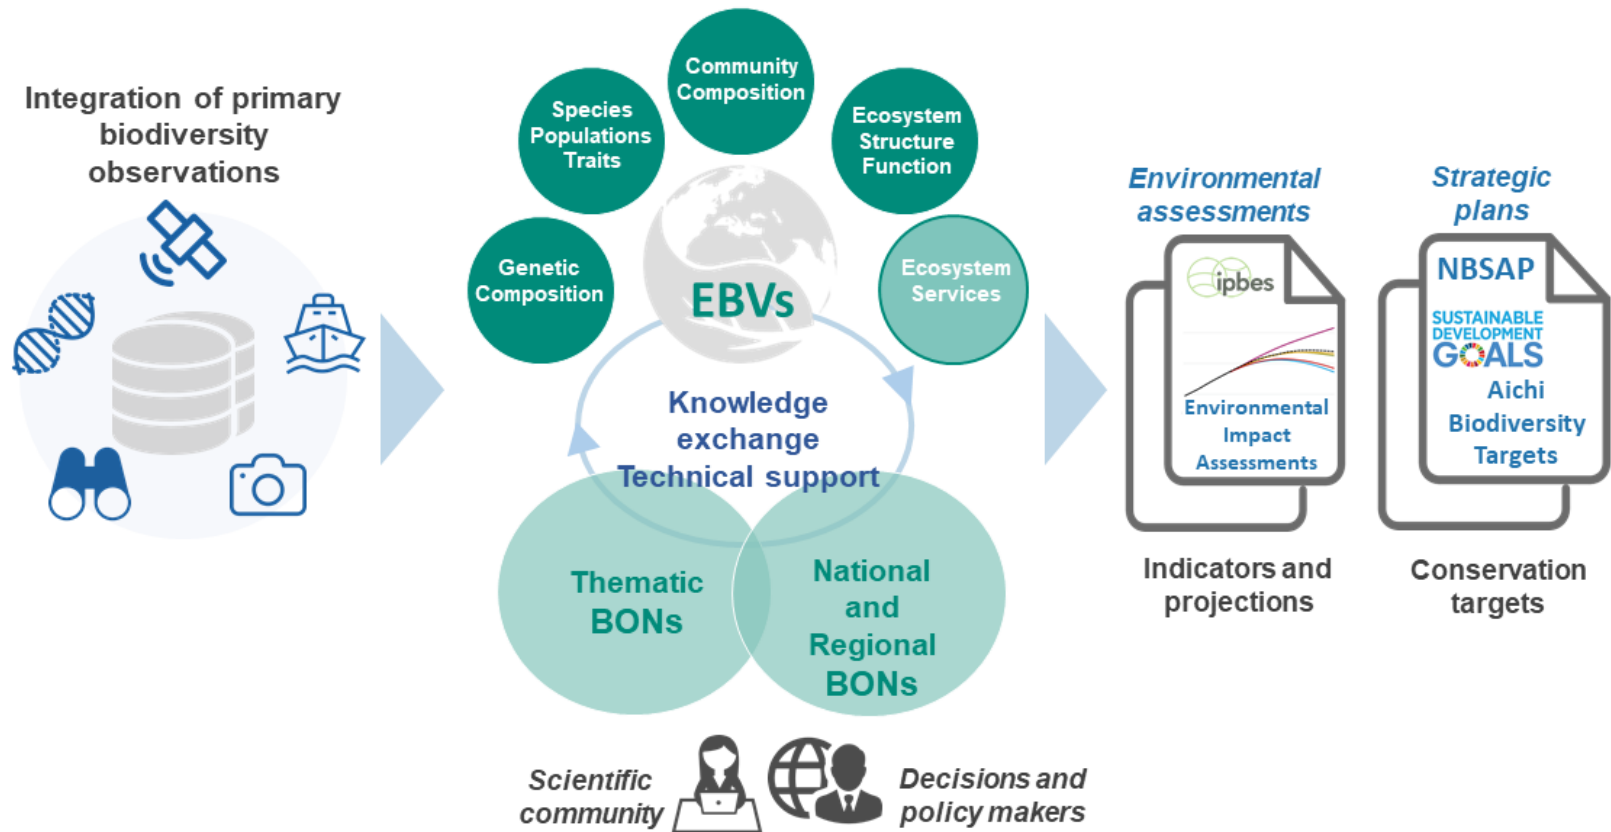 Integration of primary
biodiversity
observations
Community
Composition
Species
Populations
Traits
Ecosystem
Structure
Function
Genetic
Composition
Ecosystem
Services
EBVs
Knowledge
exchange
Technical support
Thematic
BONs
National
and
Regional
BONs
Scientific
community
Decisions and
policy makers
Environmental
assessments
ipbes
Environmental
Impact
Assessments
Indicators and
projections
Strategic
plans
NBSAP
SUSTAINABLE
DEVELOPMENT
GOALS
Aichi
Biodiversity
Targets
Conservation
targets